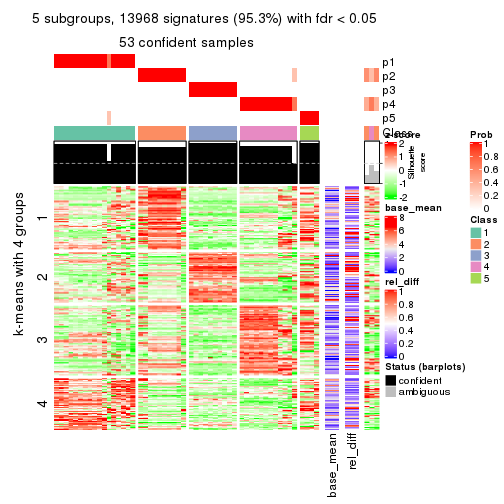 5 subgroups, 13968 signatures (95.3%) with fdr < 0.05
53 confident samples
p1
p2
p3
p4
p5
Class
z-score
2
1
0
-1
-2
Silhouette
score
base_mean
8
6
4
2
0
rel_diff
1
0.8
0.6
0.4
0.2
0
Status (barplots)
confident
ambiguous
Prob
1
0.8
0.6
0.4
0.2
0
Class
1
2
3
4
5
k-means with 4 groups
1
2
3
4
base_mean
rel_diff